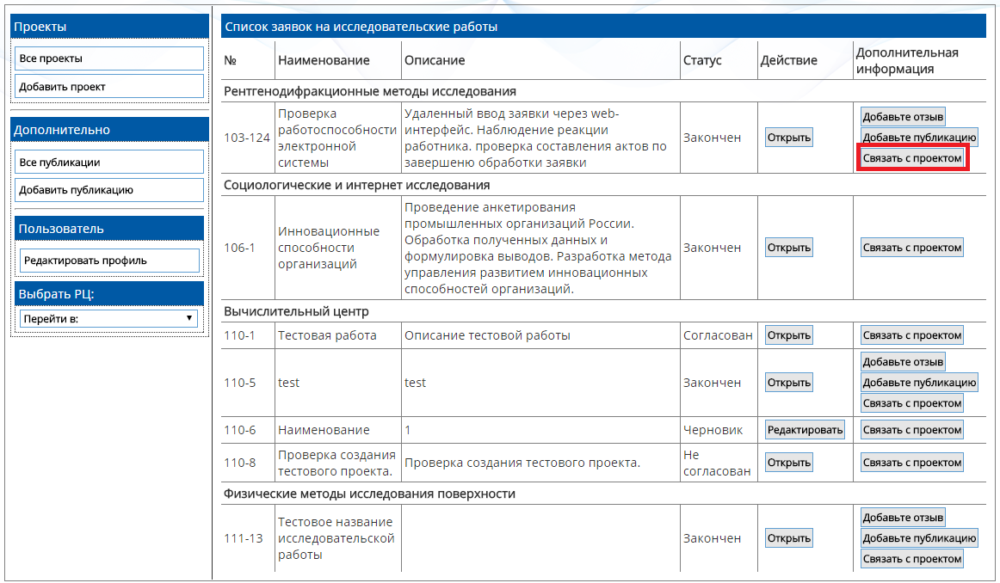 Проекты
Все проекты
Добавить проект
Дополнительно
Все публикации
Добавить публикацию
Пользователь
Редактировать профиль
Выбрать РЦ:
Перейти в:
Список заявок на исследовательские работы
№ Наименование Описание Статус Действие Дополнительная
информация
Рентгенодифракционные методы исследования
103-124
Проверка
работоспособности
электронной
системы
Удаленный ввод заявки через web-
интерфейс. Наблюдение реакции
работника. проверка составления актов по
завершеню обработки заявки
Закончен
Открыть
Добавьте отзыв
Добавьте публикацию
Связать с проектом
Социологические и интернет исследования
106-1
Инновационные
способности
организаций
Проведение анкетирования
промышленных организаций России.
Обработка полученных данных и
формулировка выводов. Разработка метода
управления развитием инновационных
способностей организаций.
Закончен
Открыть
Связать с проектом
Вычислительный центр
110-1 Тестовая работа Описание тестовой работы Согласован Открыть Связать с проектом
110-5 test test Закончен Открыть
Добавьте отзыв
Добавьте публикацию
Связать с проектом
110-6 Наименование 1 Черновик Редактировать Связать с проектом
110-8
Проверка создания
тестового проекта.
Проверка создания тестового проекта.
Не
согласован
Открыть
Связать с проектом
Физические методы исследования поверхности
111-13
Тестовое название
исследовательской
работы
Закончен
Открыть
Добавьте отзыв
Добавьте публикацию
Связать с проектом